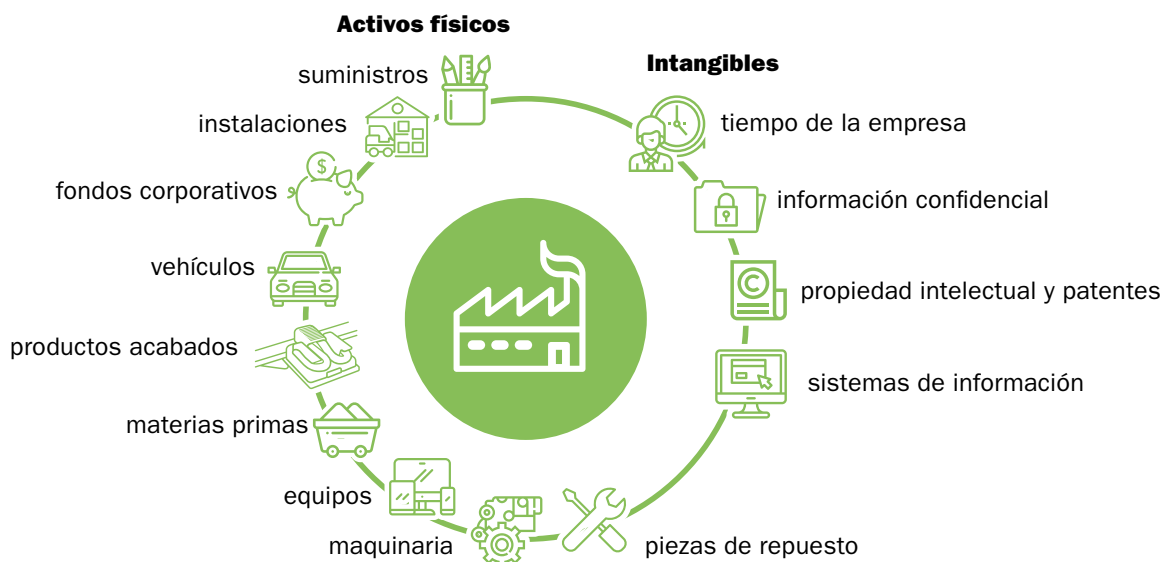 Activos físicos
suministros
instalaciones
fondos corporativos
vehículos
productos acabados
materias primas
equipos
maquinaria
piezas de repuesto
Intangibles
tiempo de la empresa
información confidencial
propiedad intelectual y patentes
sistemas de información
$
C